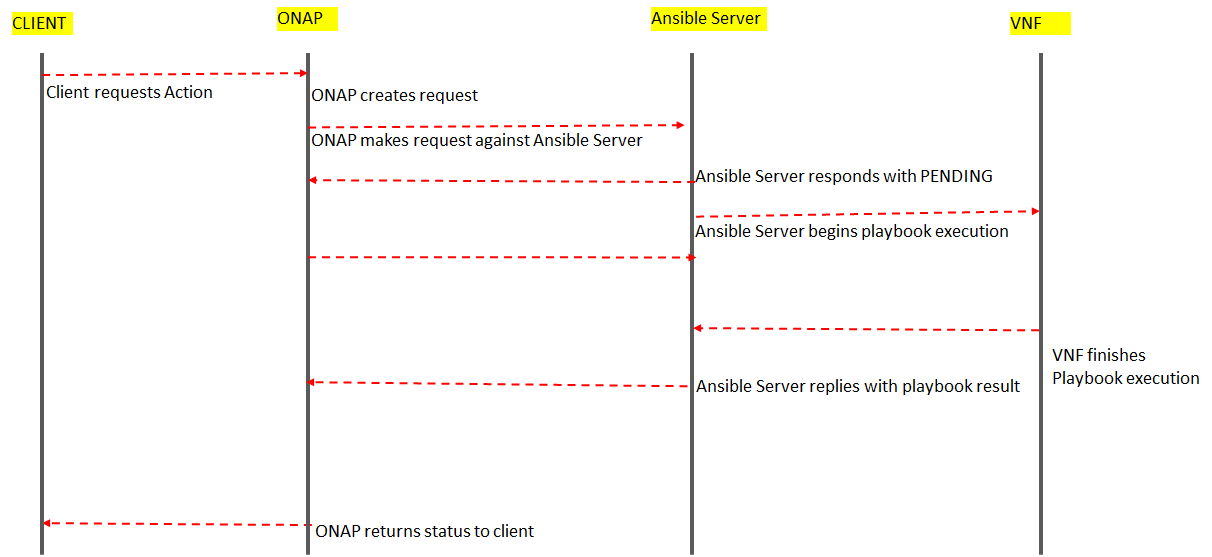 CLIENT
ONAP
Ansible Server
VNF
Client requests Action
ONAP creates request
ONAP makes request against Ansible Server
Ansible Server responds with PENDING
Ansible Server begins playbook execution
VNF finishes
Playbook execution
Ansible Server replies with playbook result
ONAP returns status to client